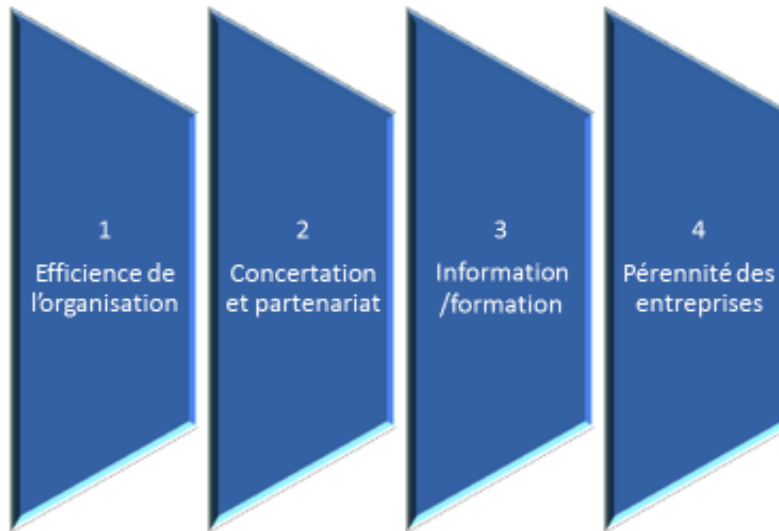 1
Efficience de
l'organisation
2
Concertation
et partenariat
3
Information
/formation
4
Pérennité des
entreprises